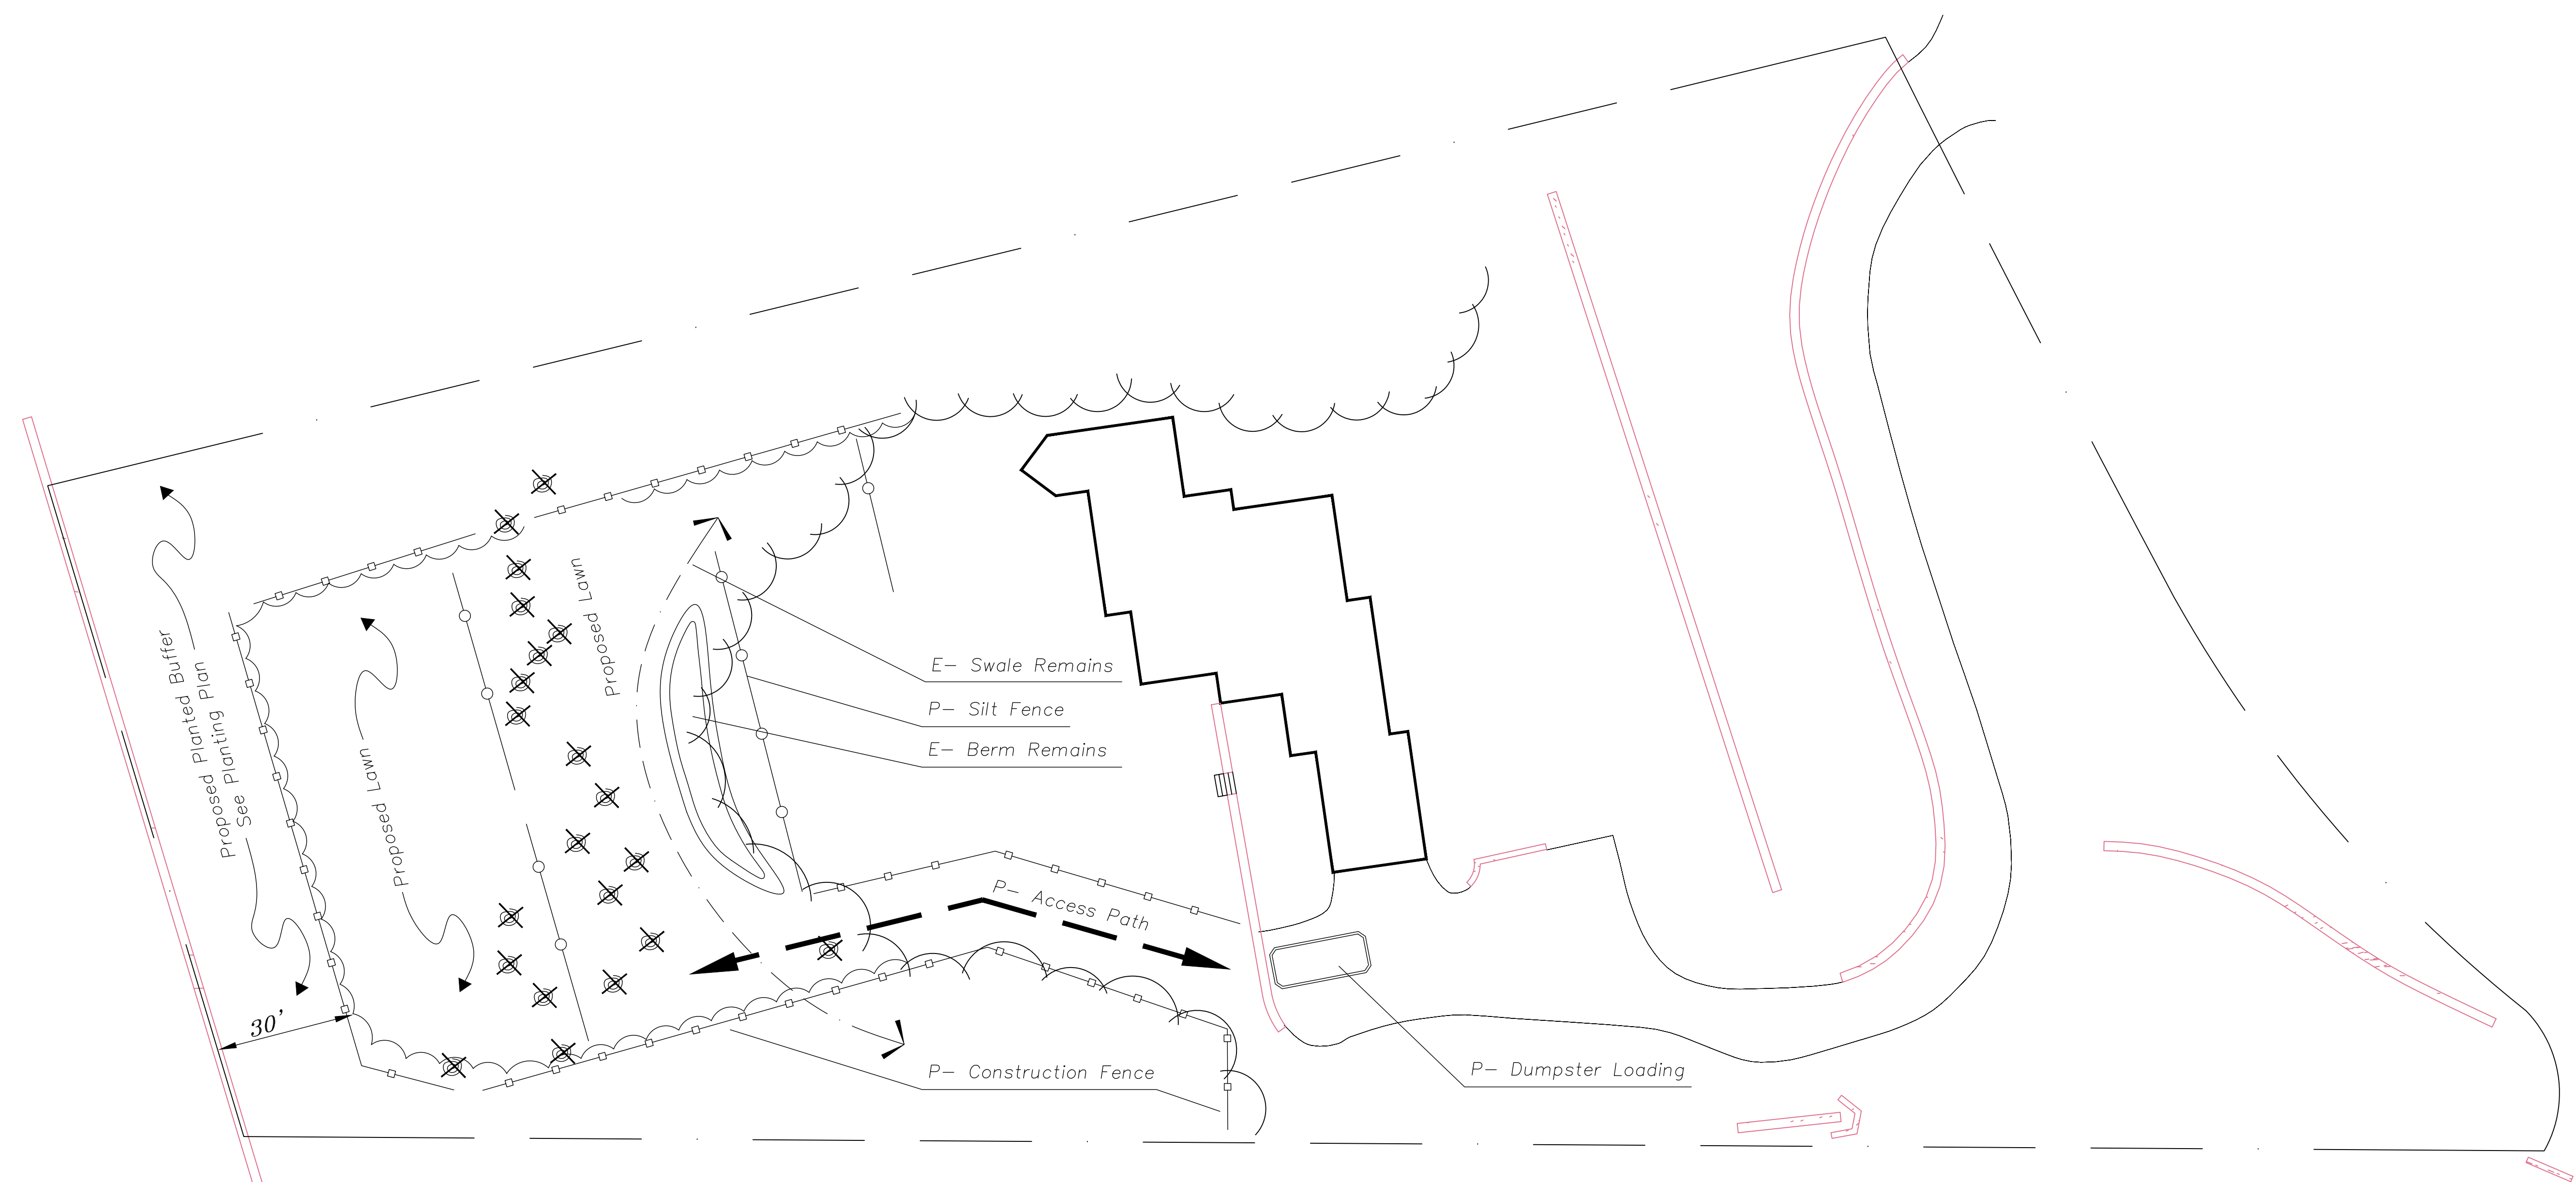 Proposed Planted Buffer
See Planting Plan
Proposed Lawn
Proposed Lawn
E- Swale Remains
P- Silt Fence
E- Berm Remains
P- Access Path
30'
P- Construction Fence
P- Dumpster Loading